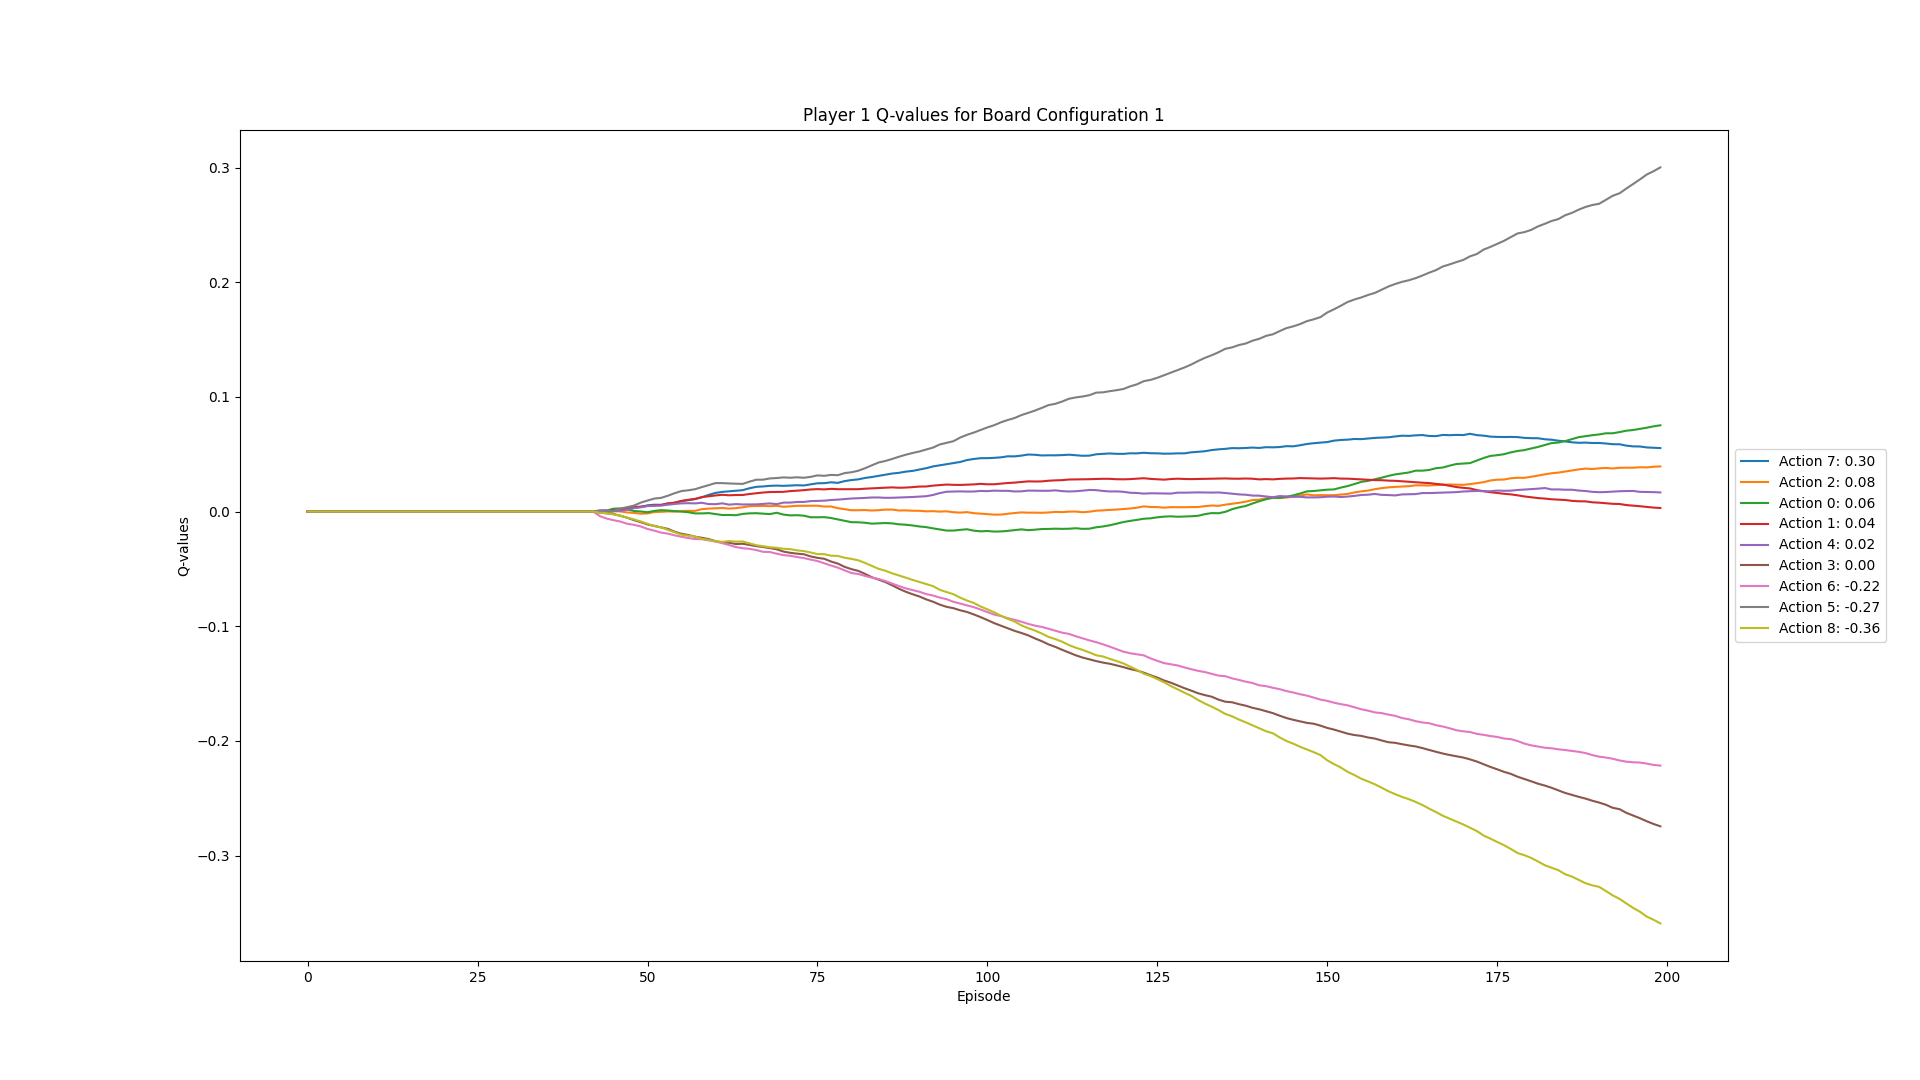 Player 1 Q-values for Board Configuration 1
0.3
0.2
0.1
0.0
−0.1
−0.2
−0.3
Q-values
0
25
50
75
100
125
150
175
200
Episode
Action 7: 0.30
Action 2: 0.08
Action 0: 0.06
Action 1: 0.04
Action 4: 0.02
Action 3: 0.00
Action 6: -0.22
Action 5: -0.27
Action 8: -0.36